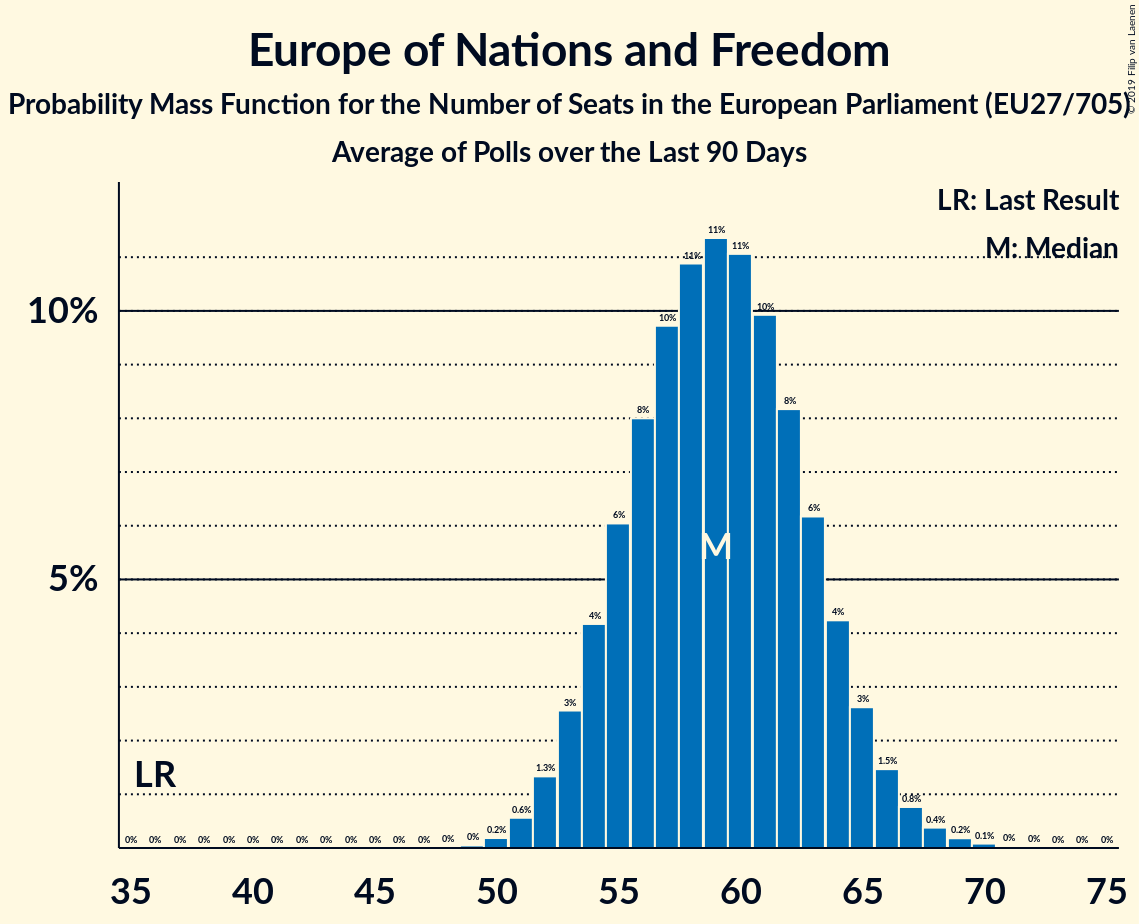 Europe of Nations and Freedom
Probability Mass Function for the Number of Seats in the European Parliament (EU27/705)
Average of Polls over the Last 90 Days
© 2019 Filip van Laenen
LR: Last Result
M: Median
10%
5%
LR
M
0% 0% 0% 0% 0% 0% 0% 0% 0% 0% 0% 0% 0% 0% 0% 0.2% 0.6% 1.3% 3% 4% 6% 8% 10% 11% 11% 11% 10% 8% 6% 4% 3% 1.5% 0.8% 0.4% 0.2% 0.1% 0% 0% 0% 0% 0%
35 40 45 50 55 60 65 70 75